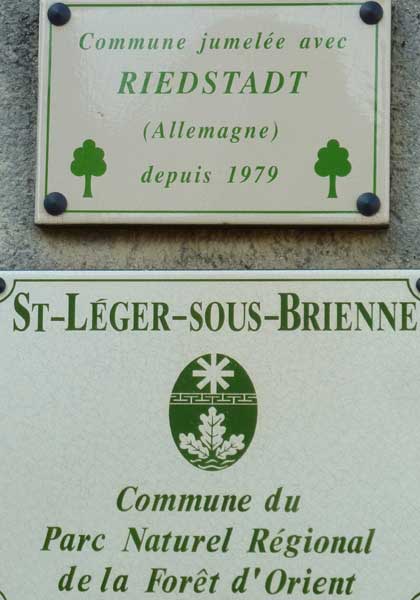 Commune jumelée avec
RIEDSTADT
(Allemagne)
depuis 1979
ST-LÉGER-SOUS-BRIENNE
Commune du
Parc Naturel Régional
de la Forêt d'Orient